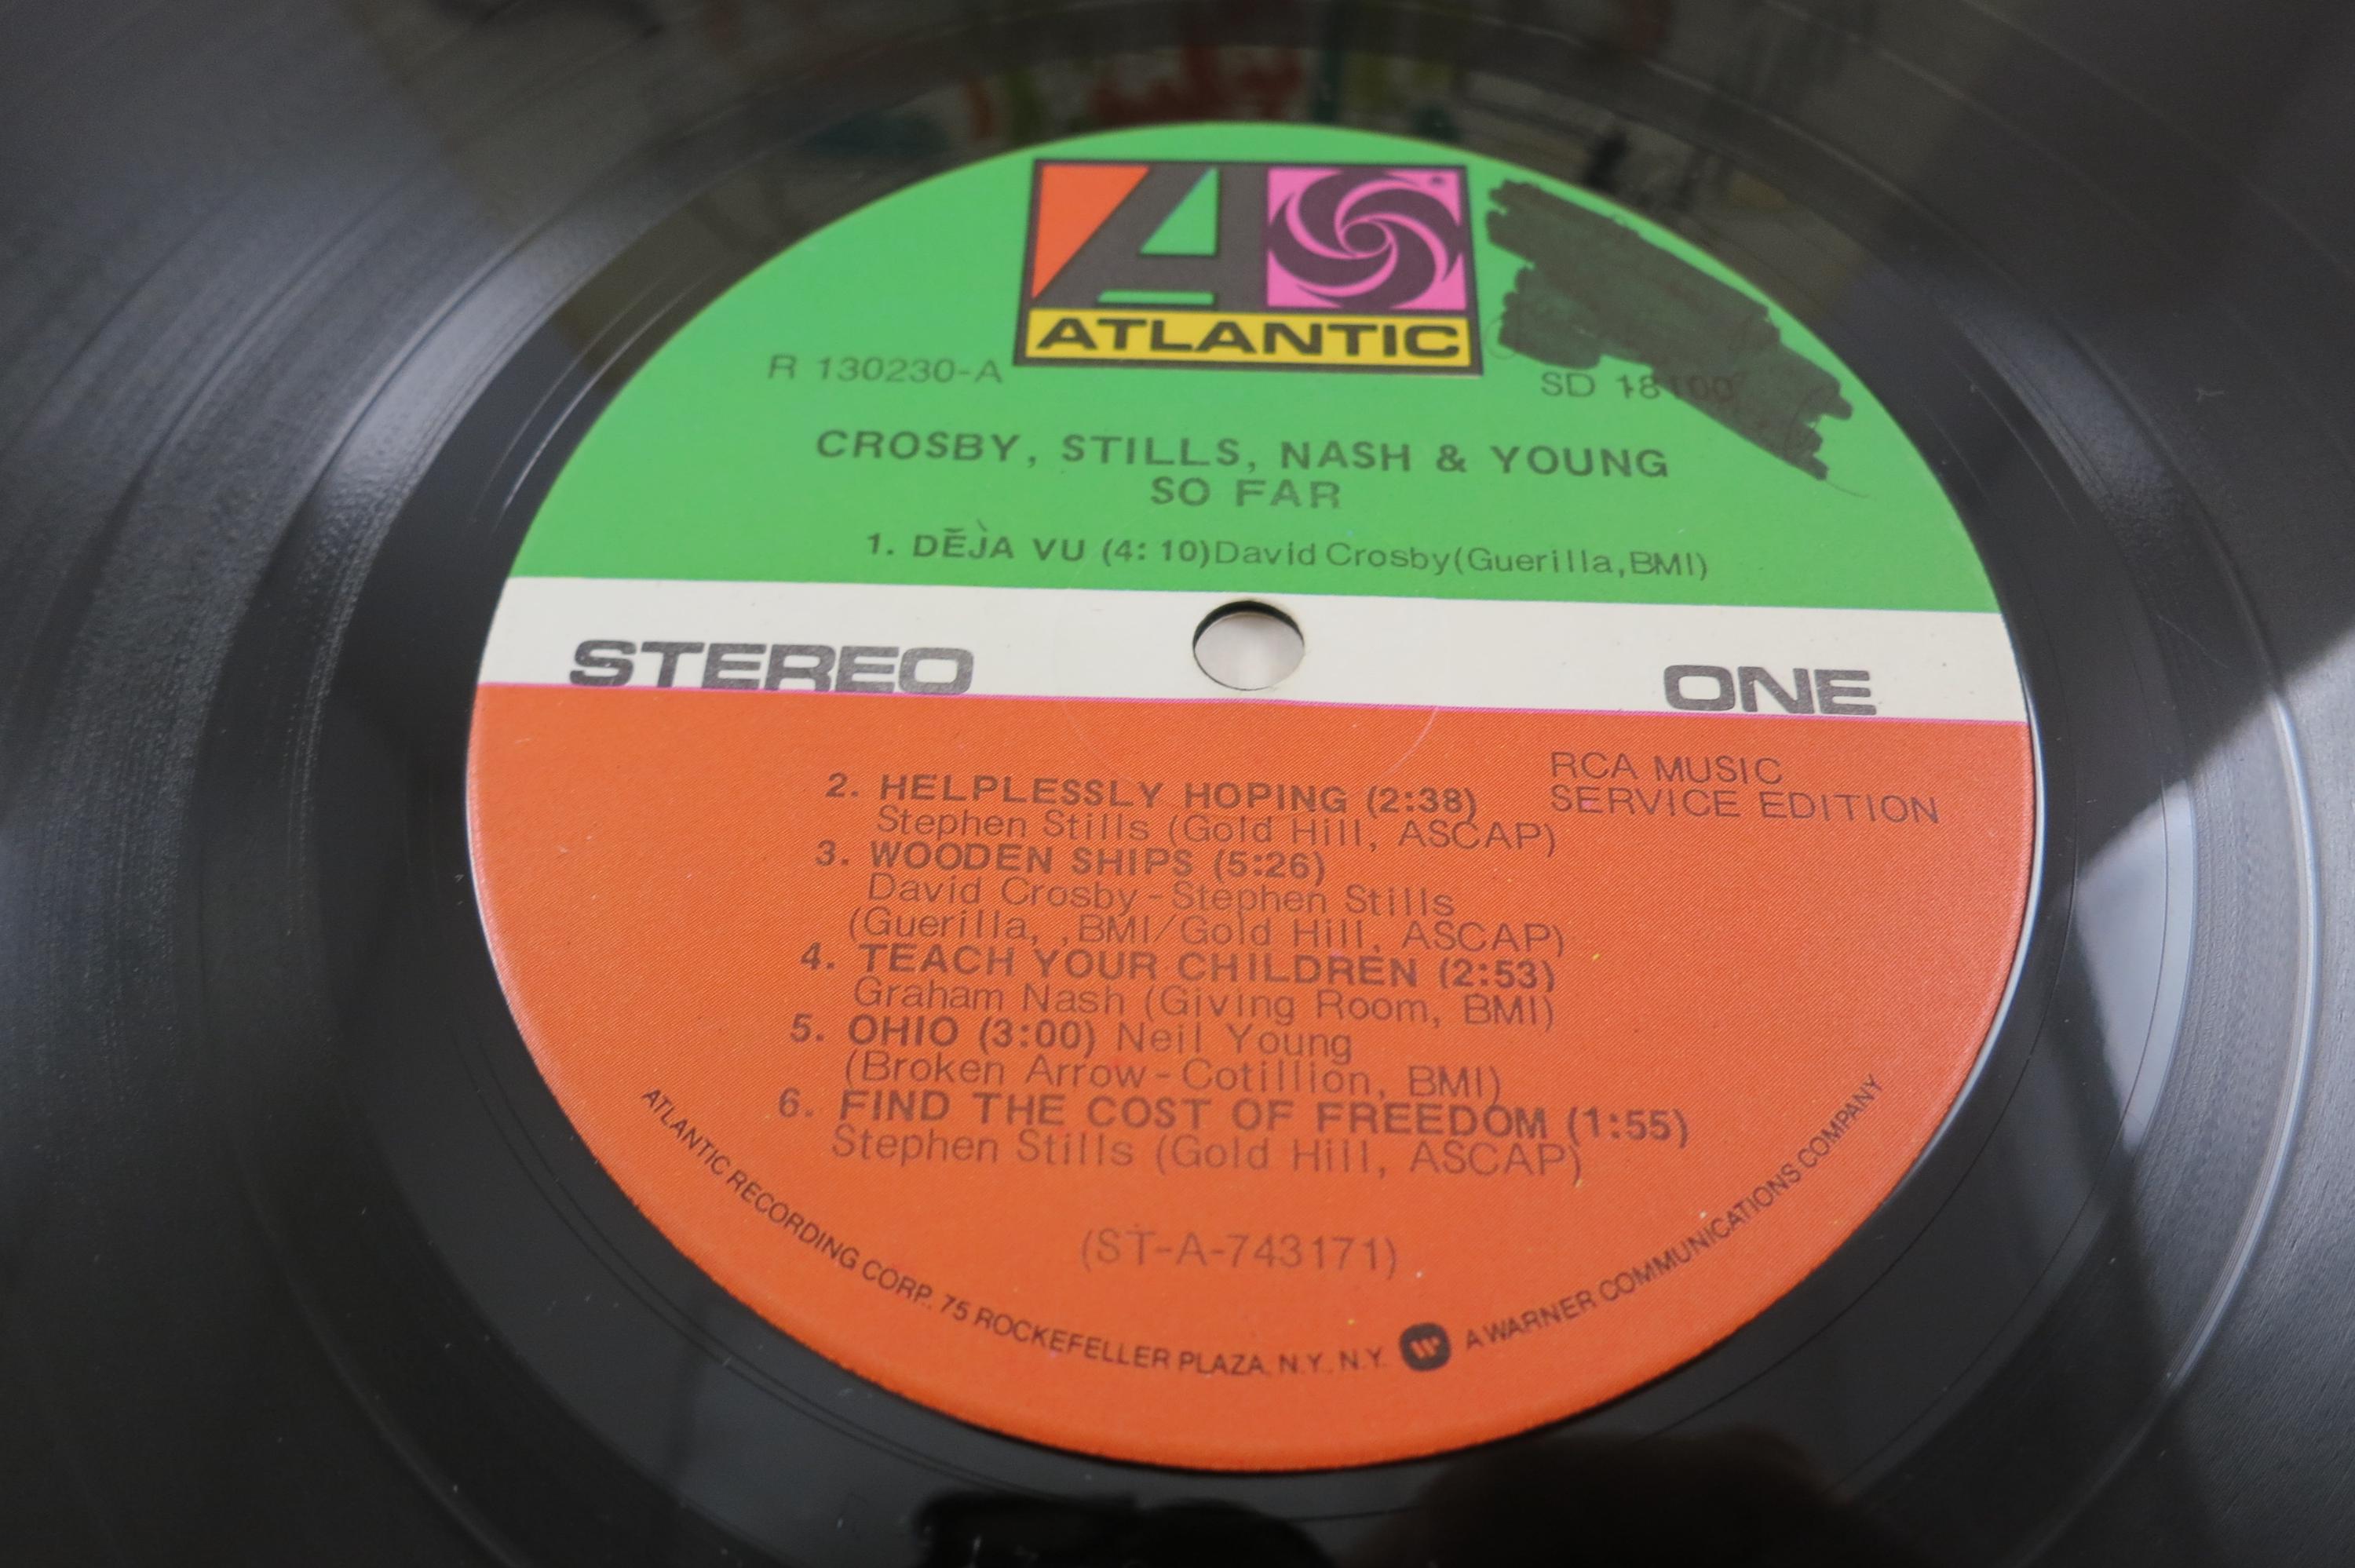 ATLANTIC
R 130230-A
SD 18100
CROSBY, STILLS, NASH & YOUNG
SO FAR
1. DĔJÀ VU (4:10) David Crosby (Guerilla, BMI)
STEREO
ONE
RCA MUSIC
SERVICE EDITION
2. HELPLESSLY HOPING (2:38)
Stephen Stills (Gold Hill, ASCAP)
3. WOODEN SHIPS (5:26)
David Crosby-Stephen Stills
(Guerilla, ,BMI/Gold Hill, ASCAP)
4. TEACH YOUR CHILDREN (2:53)
Graham Nash (Giving Room, BMI)
5. OHIO (3:00) Neil Young
(Broken Arrow-Cotillion, BMI)
6. FIND THE COST OF FREEDOM (1:55)
Stephen Stills (Gold Hill, ASCAP)
(ST-A-743171)
ATLANTIC RECORDING CORP. 75 ROCKEFELLER PLAZA, N.Y., N.Y. W A WARNER COMMUNICATIONS COMPANY